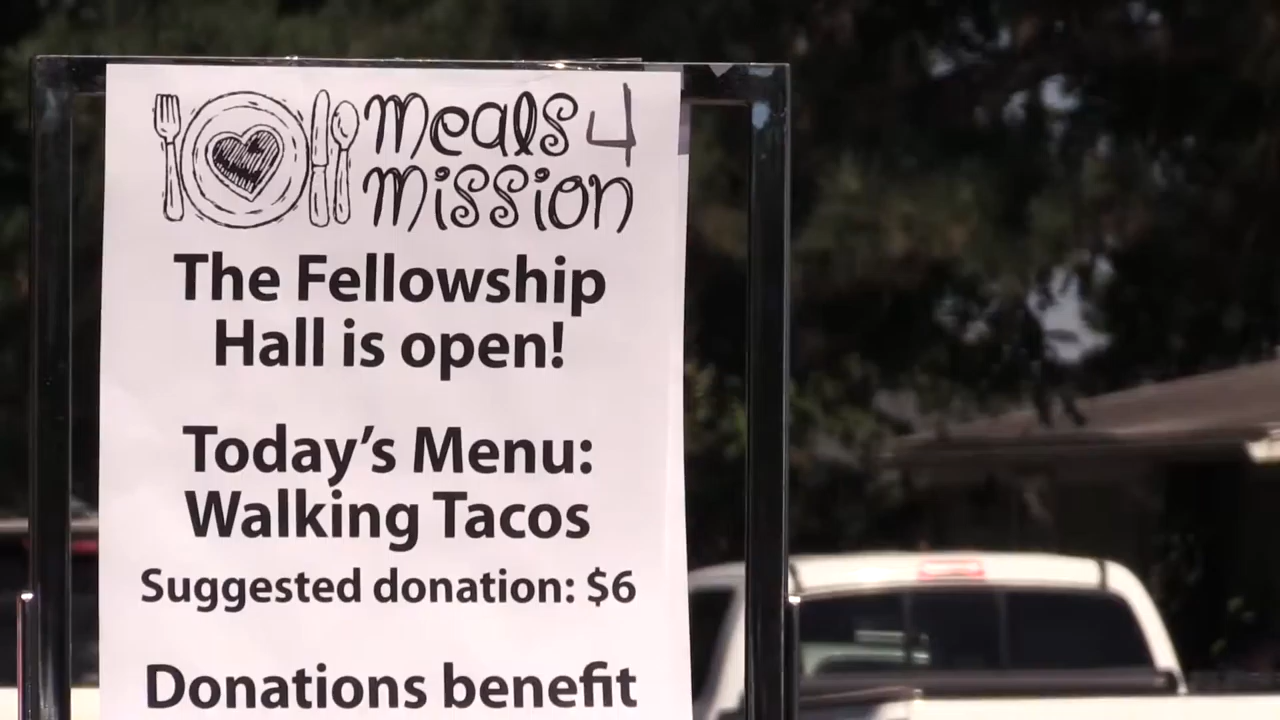 Meals 4
Mission
The Fellowship
Hall is open!
Today's Menu:
Walking Tacos
Suggested donation: $6
Donations benefit